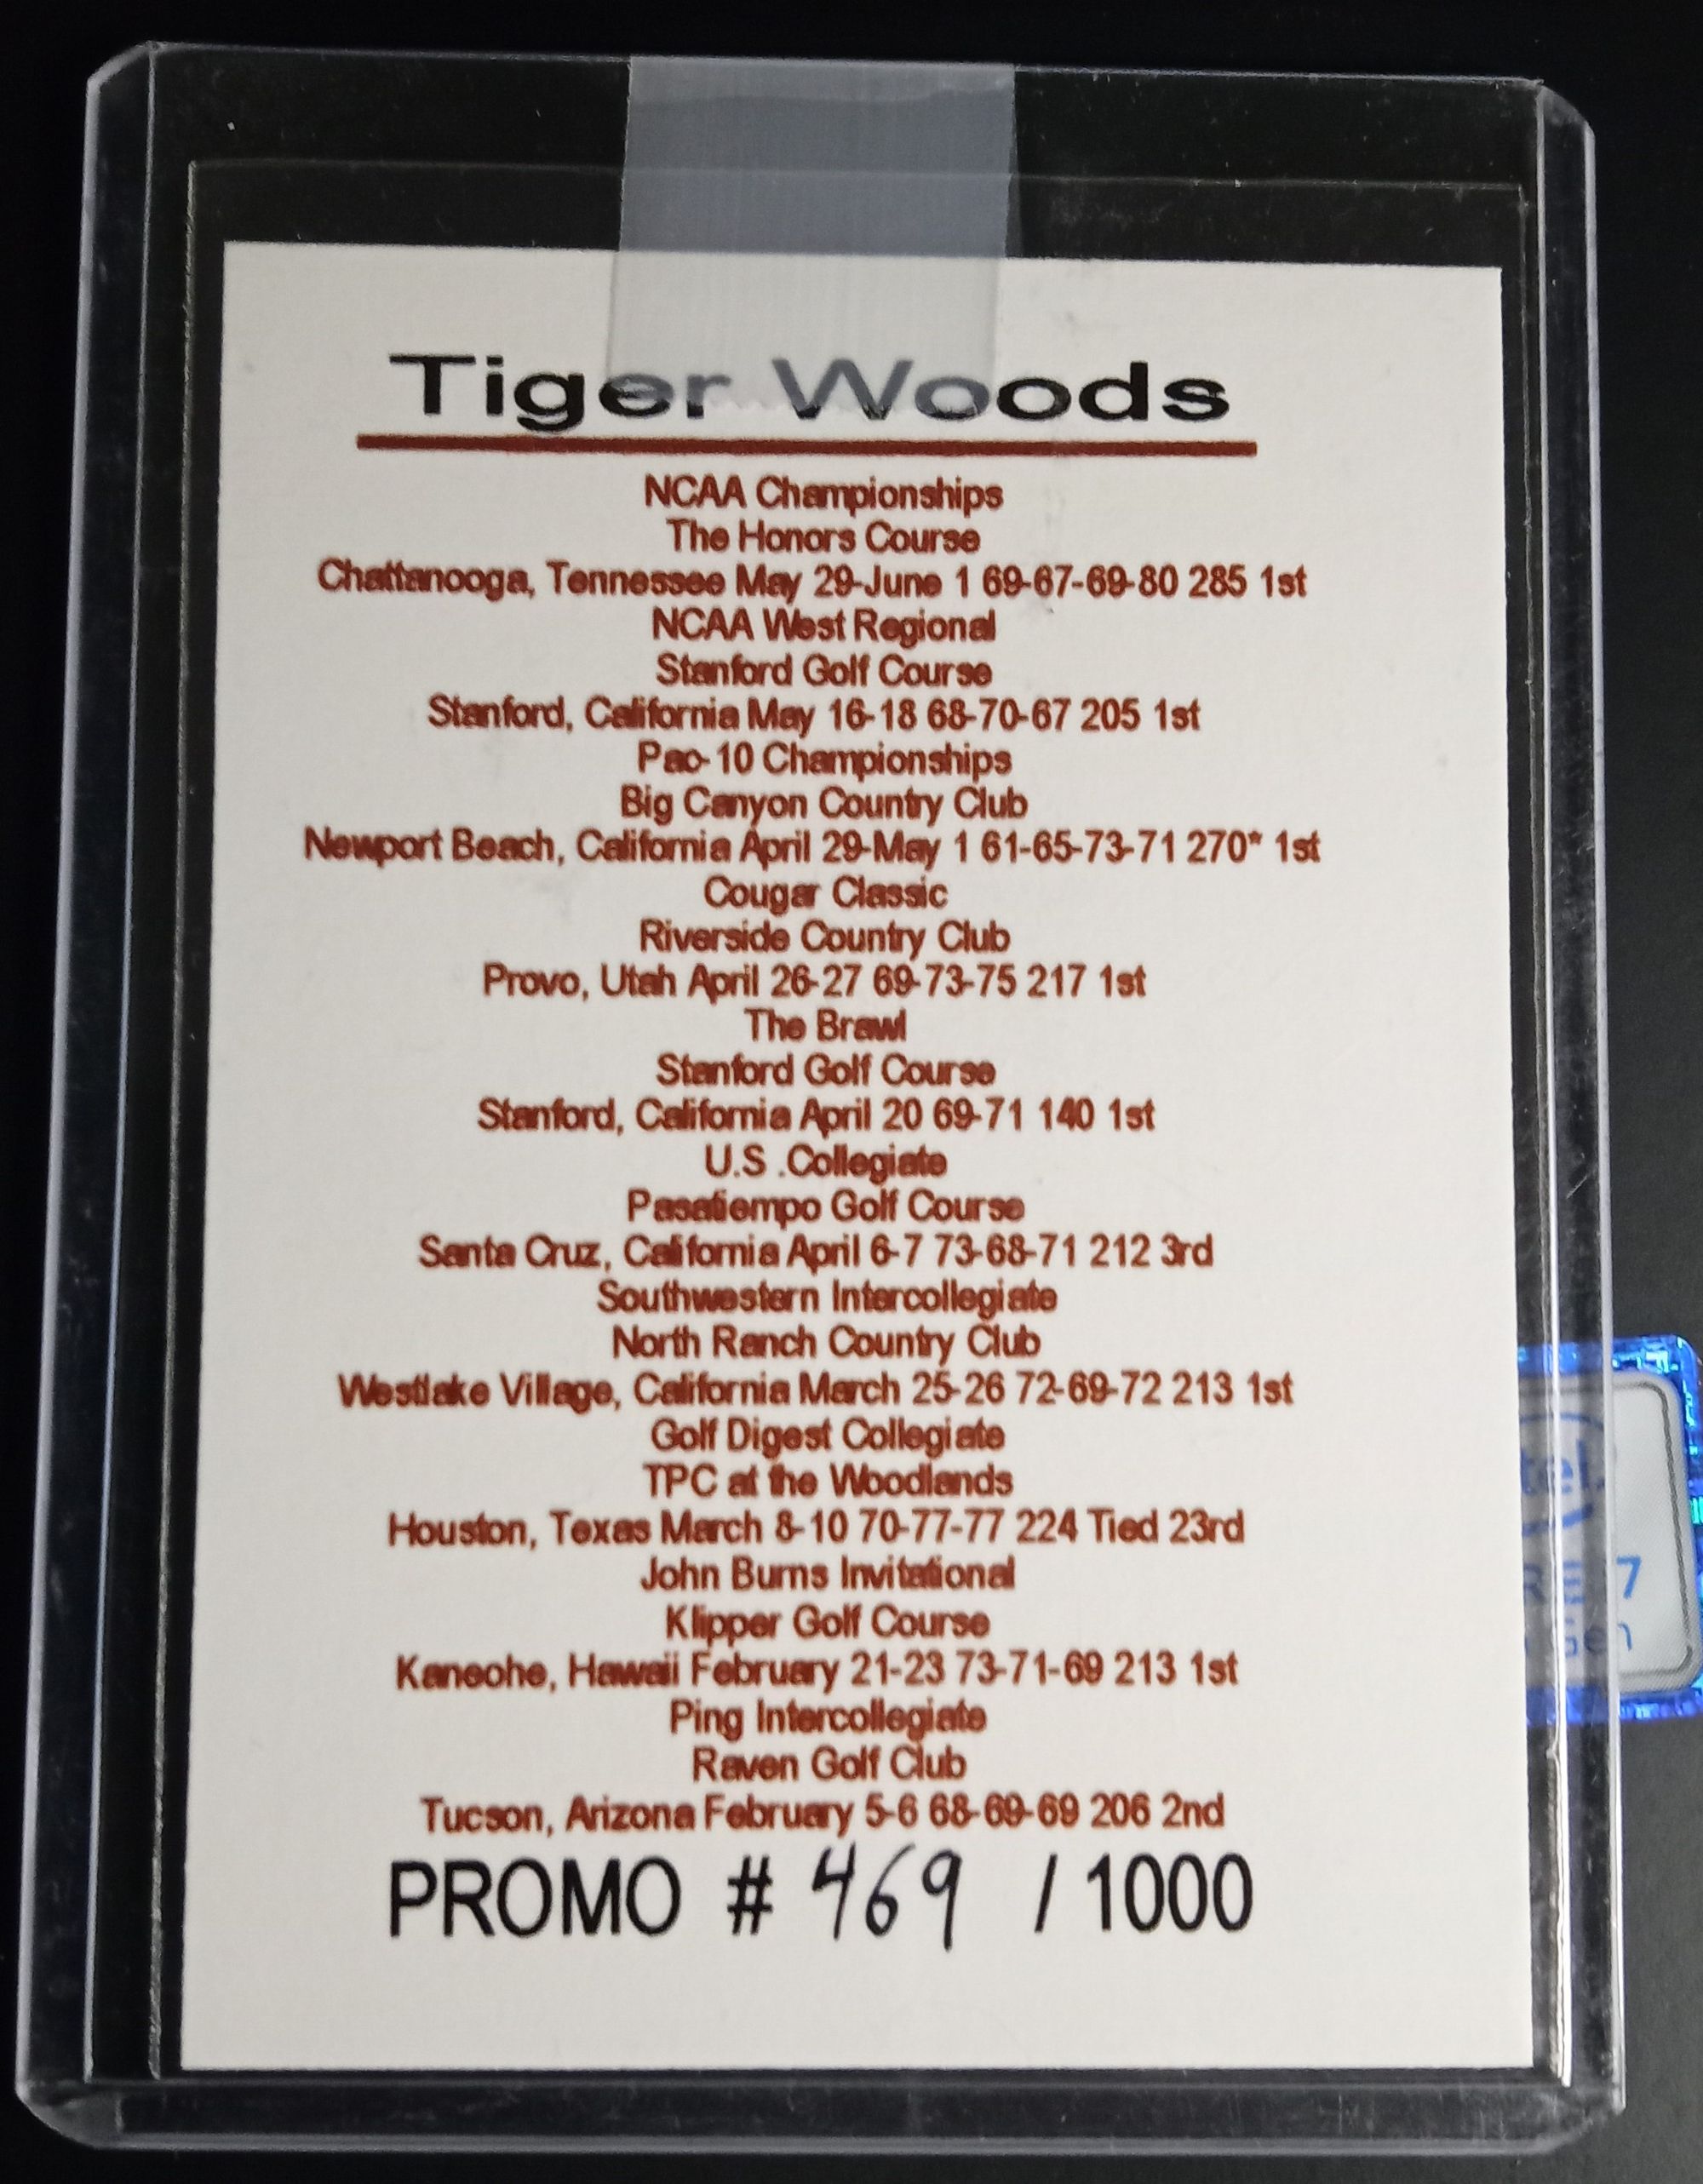 Tiger Woods
NCAA Championships
The Honors Course
Chattanooga, Tennessee May 29-June 1 69-67-69-80 285 1st
NCAA West Regional
Stanford Golf Course
Stanford, California May 16-18 68-70-67 205 1st
Pac-10 Championships
Big Canyon Country Club
Newport Beach, California April 29-May 1 61-65-73-71 270* 1st
Cougar Classic
Riverside Country Club
Provo, Utah April 26-27 69-73-75 217 1st
The Brawl
Stanford Golf Course
Stanford, California April 20 69-71 140 1st
U.S .Collegiate
Pasatiempo Golf Course
Santa Cruz, California April 6-7 73-68-71 212 3rd
Southwestern Intercollegiate
North Ranch Country Club
Westlake Village, California March 25-26 72-69-72 213 1st
Golf Digest Collegiate
TPC at the Woodlands
Houston, Texas March 8-10 70-77-77 224 Tied 23rd
John Burns Invitational
Klipper Golf Course
Kaneohe, Hawaii February 21-23 73-71-69 213 1st
Ping Intercollegiate
Raven Golf Club
Tucson, Arizona February 5-6 68-69-69 206 2nd
PROMO # 469 / 1000
7
Gen